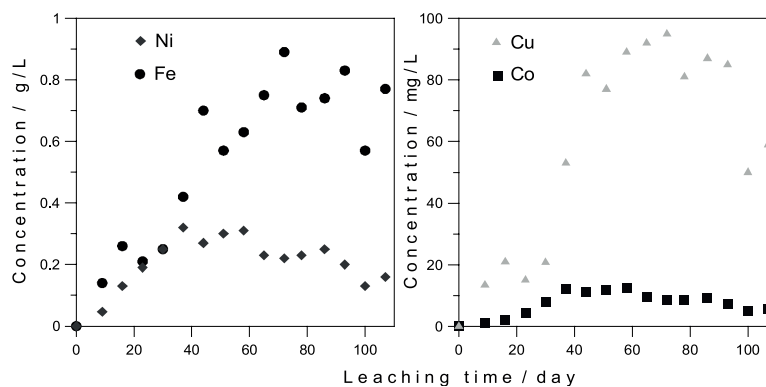 Concentration / g/L
1
0.8
0.6
0.4
0.2
0
Ni
Fe
0 20 40 60 80 100
Concentration / mg/L
100
80
60
40
20
0
Cu
Co
0 20 40 60 80 100
Leaching time / day